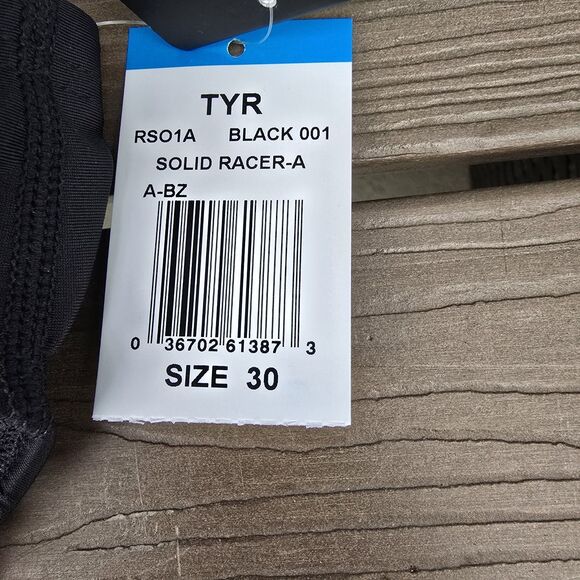 TYR
RSO1A BLACK 001
SOLID RACER-A
A-BZ
0 36702 61387 3
SIZE 30